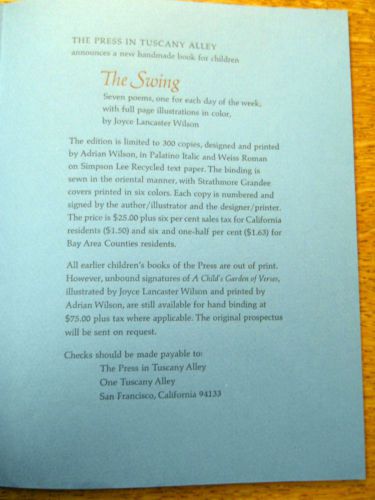 THE PRESS IN TUSCANY ALLEY
announces a new handmade book for children
The Swing
Seven poems, one for each day of the week,
with full page illustrations in color,
by Joyce Lancaster Wilson
The edition is limited to 300 copies, designed and printed
by Adrian Wilson, in Palatino Italic and Weiss Roman
on Simpson Lee Recycled text paper. The binding is
sewn in the oriental manner, with Strathmore Grandee
covers printed in six colors. Each copy is numbered and
signed by the author/illustrator and the designer/printer.
The price is $25.00 plus six per cent sales tax for California
residents ($1.50) and six and one-half per cent ($1.63) for
Bay Area Counties residents.
All earlier children's books of the Press are out of print.
However, unbound signatures of A Child's Garden of Verses,
illustrated by Joyce Lancaster Wilson and printed by
Adrian Wilson, are still available for hand binding at
$75.00 plus tax where applicable. The original prospectus
will be sent on request.
Checks should be made payable to:
The Press in Tuscany Alley
One Tuscany Alley
San Francisco, California 94133